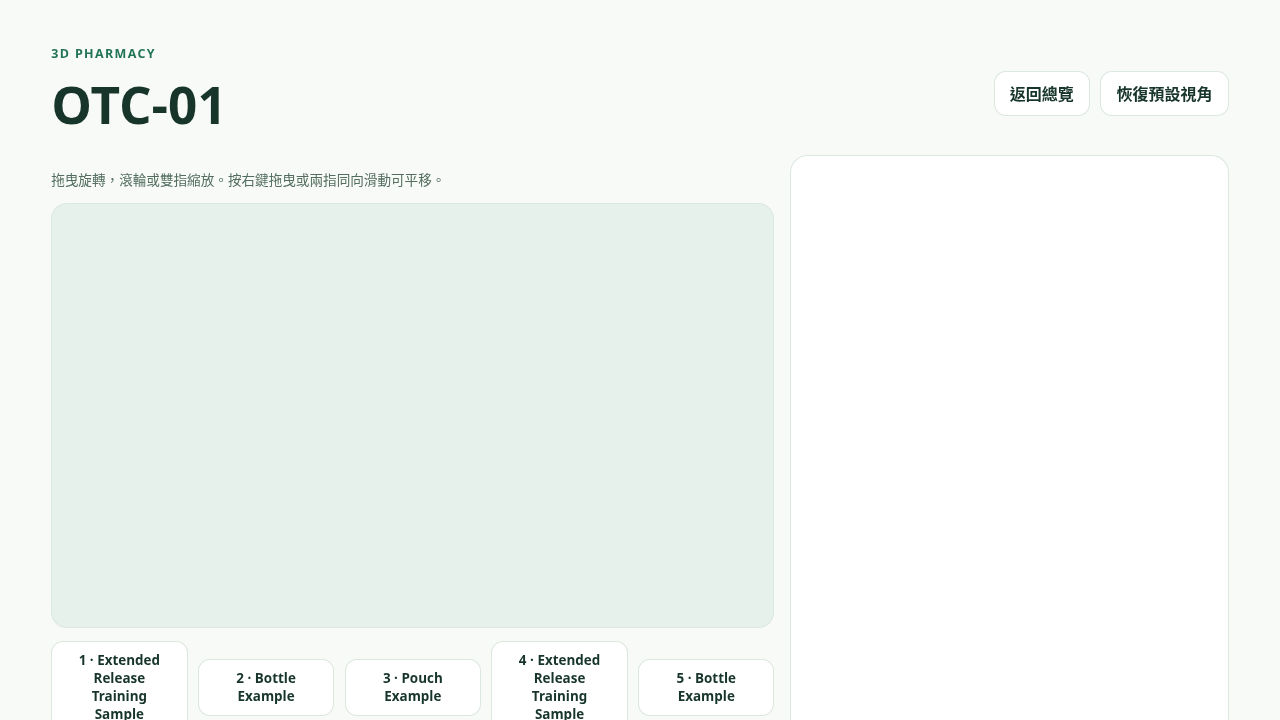 3D PHARMACY
OTC-01
返回總覽
恢復預設視角
拖曳旋轉，滾輪或雙指縮放。按右鍵拖曳或兩指同向滑動可平移。
1 · Extended
Release
Training
Sample
2 · Bottle
Example
3 · Pouch
Example
4 · Extended
Release
Training
Sample
5 · Bottle
Example